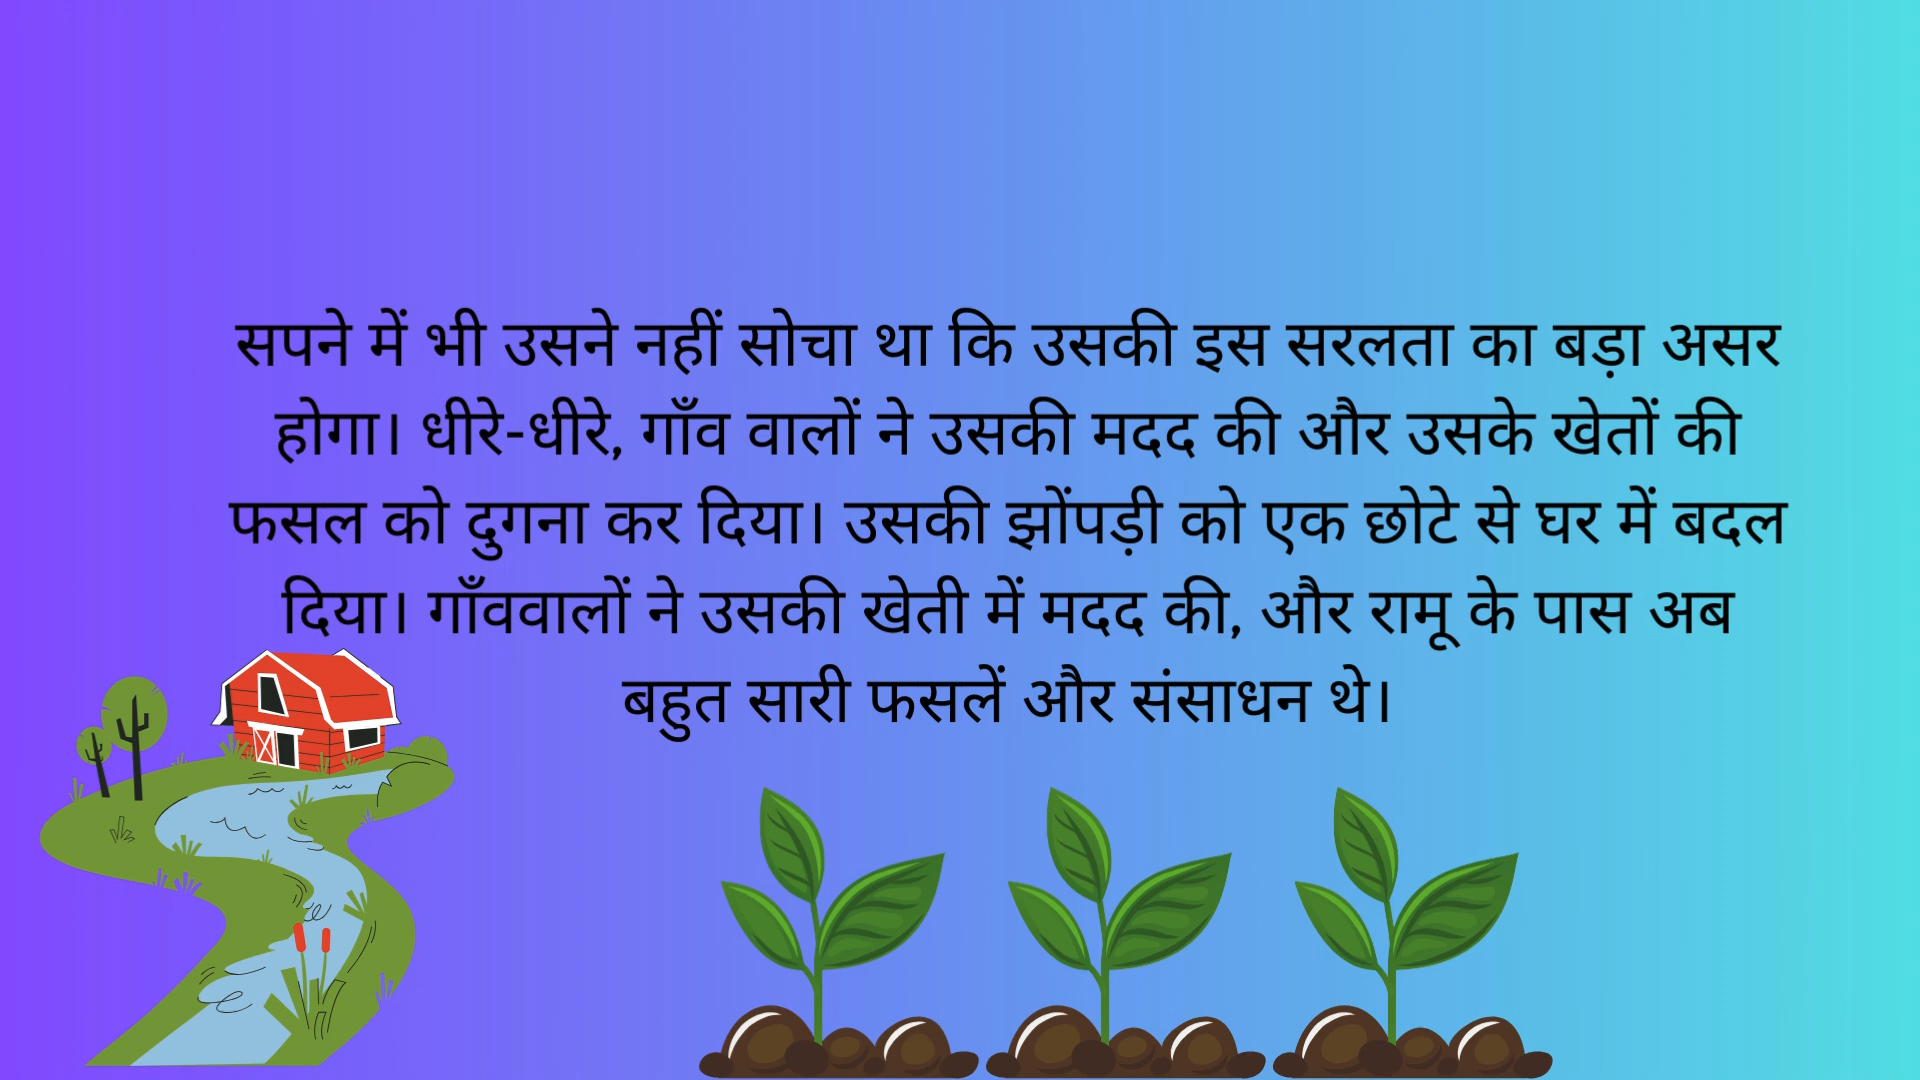 सपने में भी उसने नहीं सोचा था कि उसकी इस सरलता का बड़ा असर
होगा। धीरे-धीरे, गाँव वालों ने उसकी मदद की और उसके खेतों की
फसल को दुगना कर दिया। उसकी झोंपड़ी को एक छोटे से घर में बदल
दिया। गाँववालों ने उसकी खेती में मदद की, और रामू के पास अब
बहुत सारी फसलें और संसाधन थे।